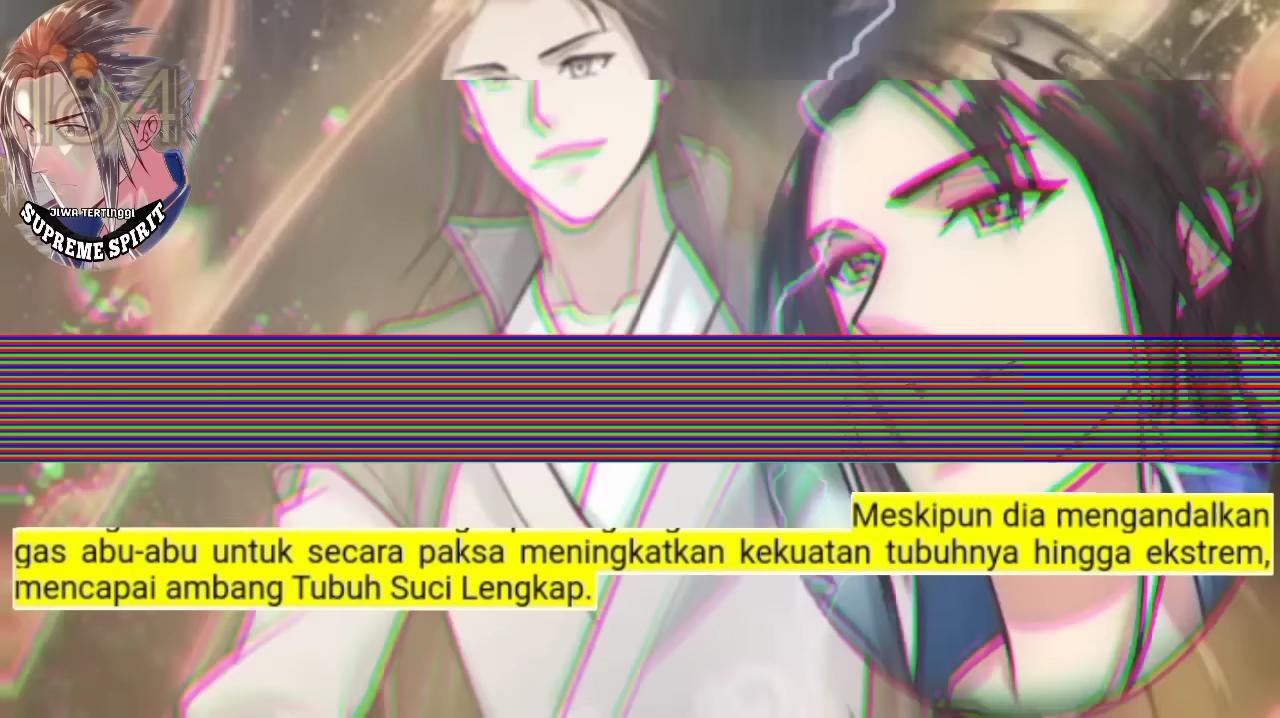 184
JIWA TERTINGGI
SUPREME SPIRIT
Meskipun dia mengandalkan
gas abu-abu untuk secara paksa meningkatkan kekuatan tubuhnya hingga ekstrem,
mencapai ambang Tubuh Suci Lengkap.